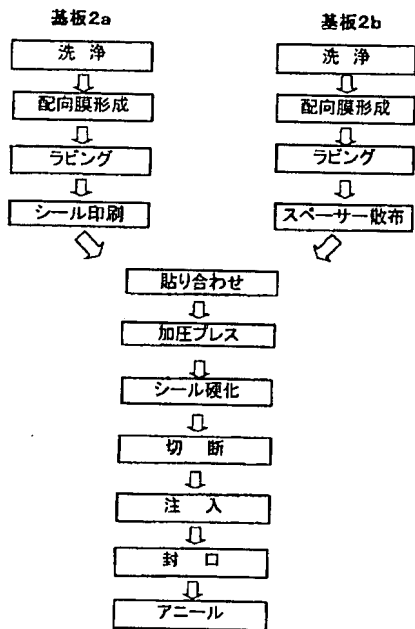 基板2a
洗 浄
配向膜形成
ラビング
シール印刷
基板2b
洗 浄
配向膜形成
ラビング
スペーサー散布
貼り合わせ
加圧プレス
シール硬化
切 断
注 入
封 口
アニール